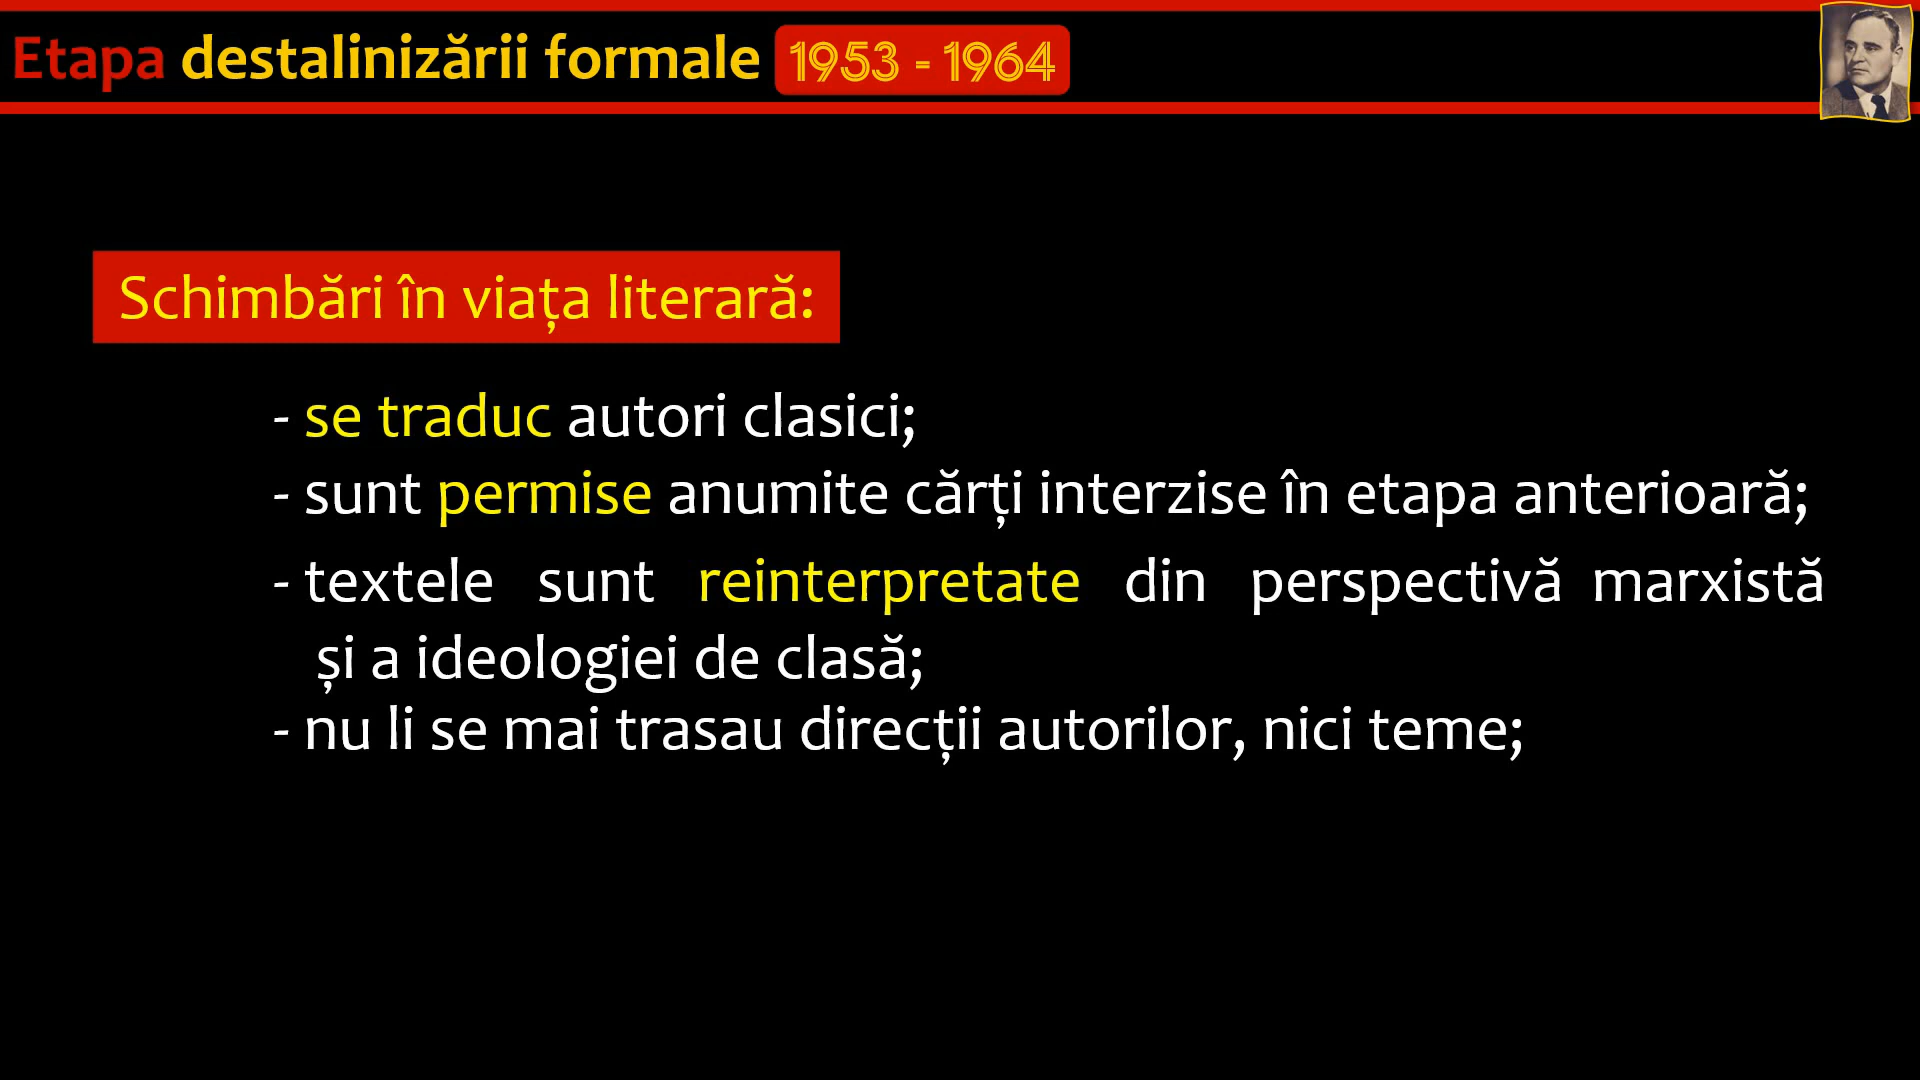 Etapa destalinizării formale 1953 - 1964
Schimbări în viața literară:
- se traduc autori clasici;
- sunt permise anumite cărți interzise în etapa anterioară;
- textele sunt reinterpretate din perspectivă marxistă
și a ideologiei de clasă;
- nu li se mai trasau direcții autorilor, nici teme;